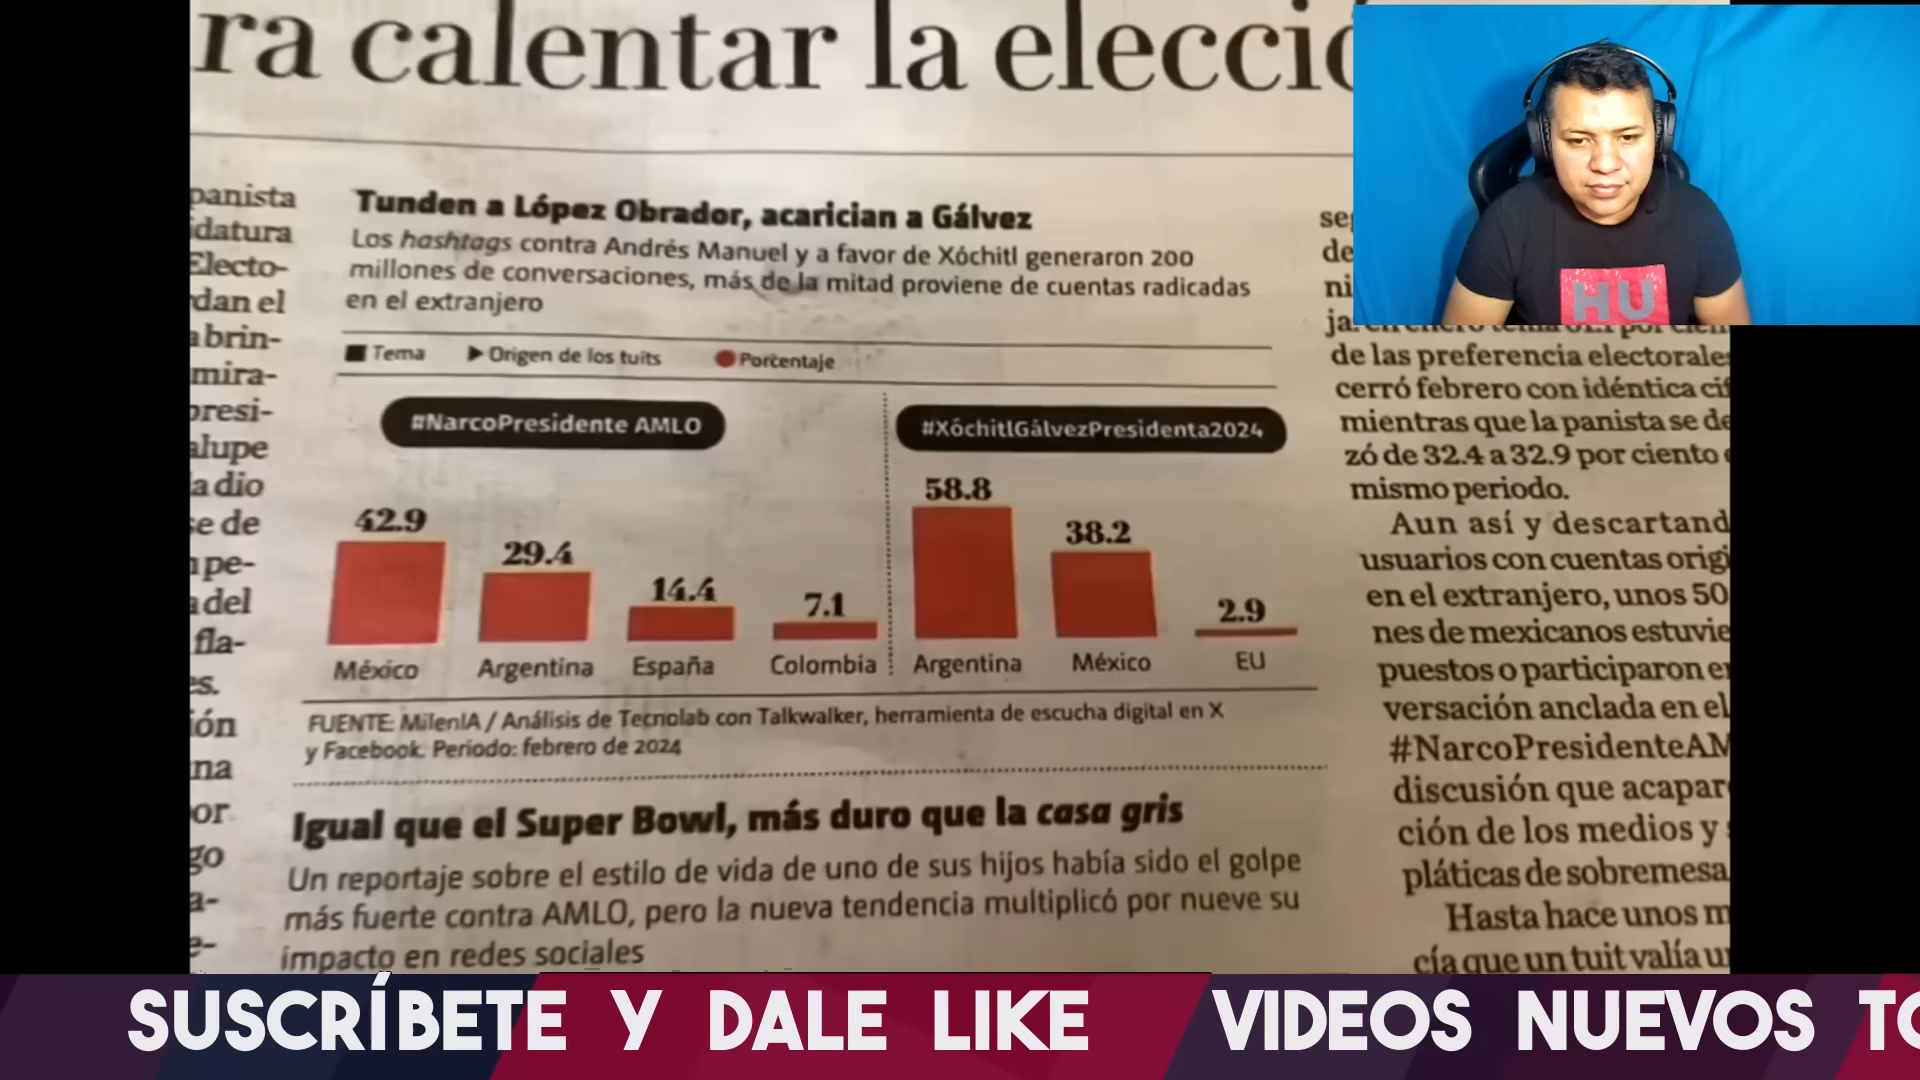 ra calentar la elecció
panista
datura
Electo-
dan el
abrin-
mira-
presi-
alupe
a dio
se de
pe-
del
fla-
es.
ión
na
or
go
a-
e-
Tunden a López Obrador, acarician a Gálvez
Los hashtags contra Andrés Manuel y a favor de Xóchitl generaron 200
millones de conversaciones, más de la mitad proviene de cuentas radicadas
en el extranjero
Tema Origen de los tuits Porcentaje
#NarcoPresidente AMLO
42.9 29.4 14.4 7.1
México Argentina España Colombia
#XóchitlGálvezPresidenta2024
58.8 38.2 2.9
Argentina México EU
FUENTE: MilenIA / Análisis de Tecnolab con Talkwalker, herramienta de escucha digital en X
y Facebook. Periodo: febrero de 2024
Igual que el Super Bowl, más duro que la casa gris
Un reportaje sobre el estilo de vida de uno de sus hijos había sido el golpe
más fuerte contra AMLO, pero la nueva tendencia multiplicó por nueve su
impacto en redes sociales
de
ni
de las preferencia electorales
cerró febrero con idéntica cif
mientras que la panista se de
zó de 32.4 a 32.9 por ciento
mismo periodo.
Aun así y descartand
usuarios con cuentas origi
en el extranjero, unos 50
nes de mexicanos estuvie
puestos o participaron en
versación anclada en el
#NarcoPresidenteAM
discusión que acapar
ción de los medios y
pláticas de sobremesa
Hasta hace unos m
cía que un tuit valía u
HU
SUSCRÍBETE Y DALE LIKE VIDEOS NUEVOS TO